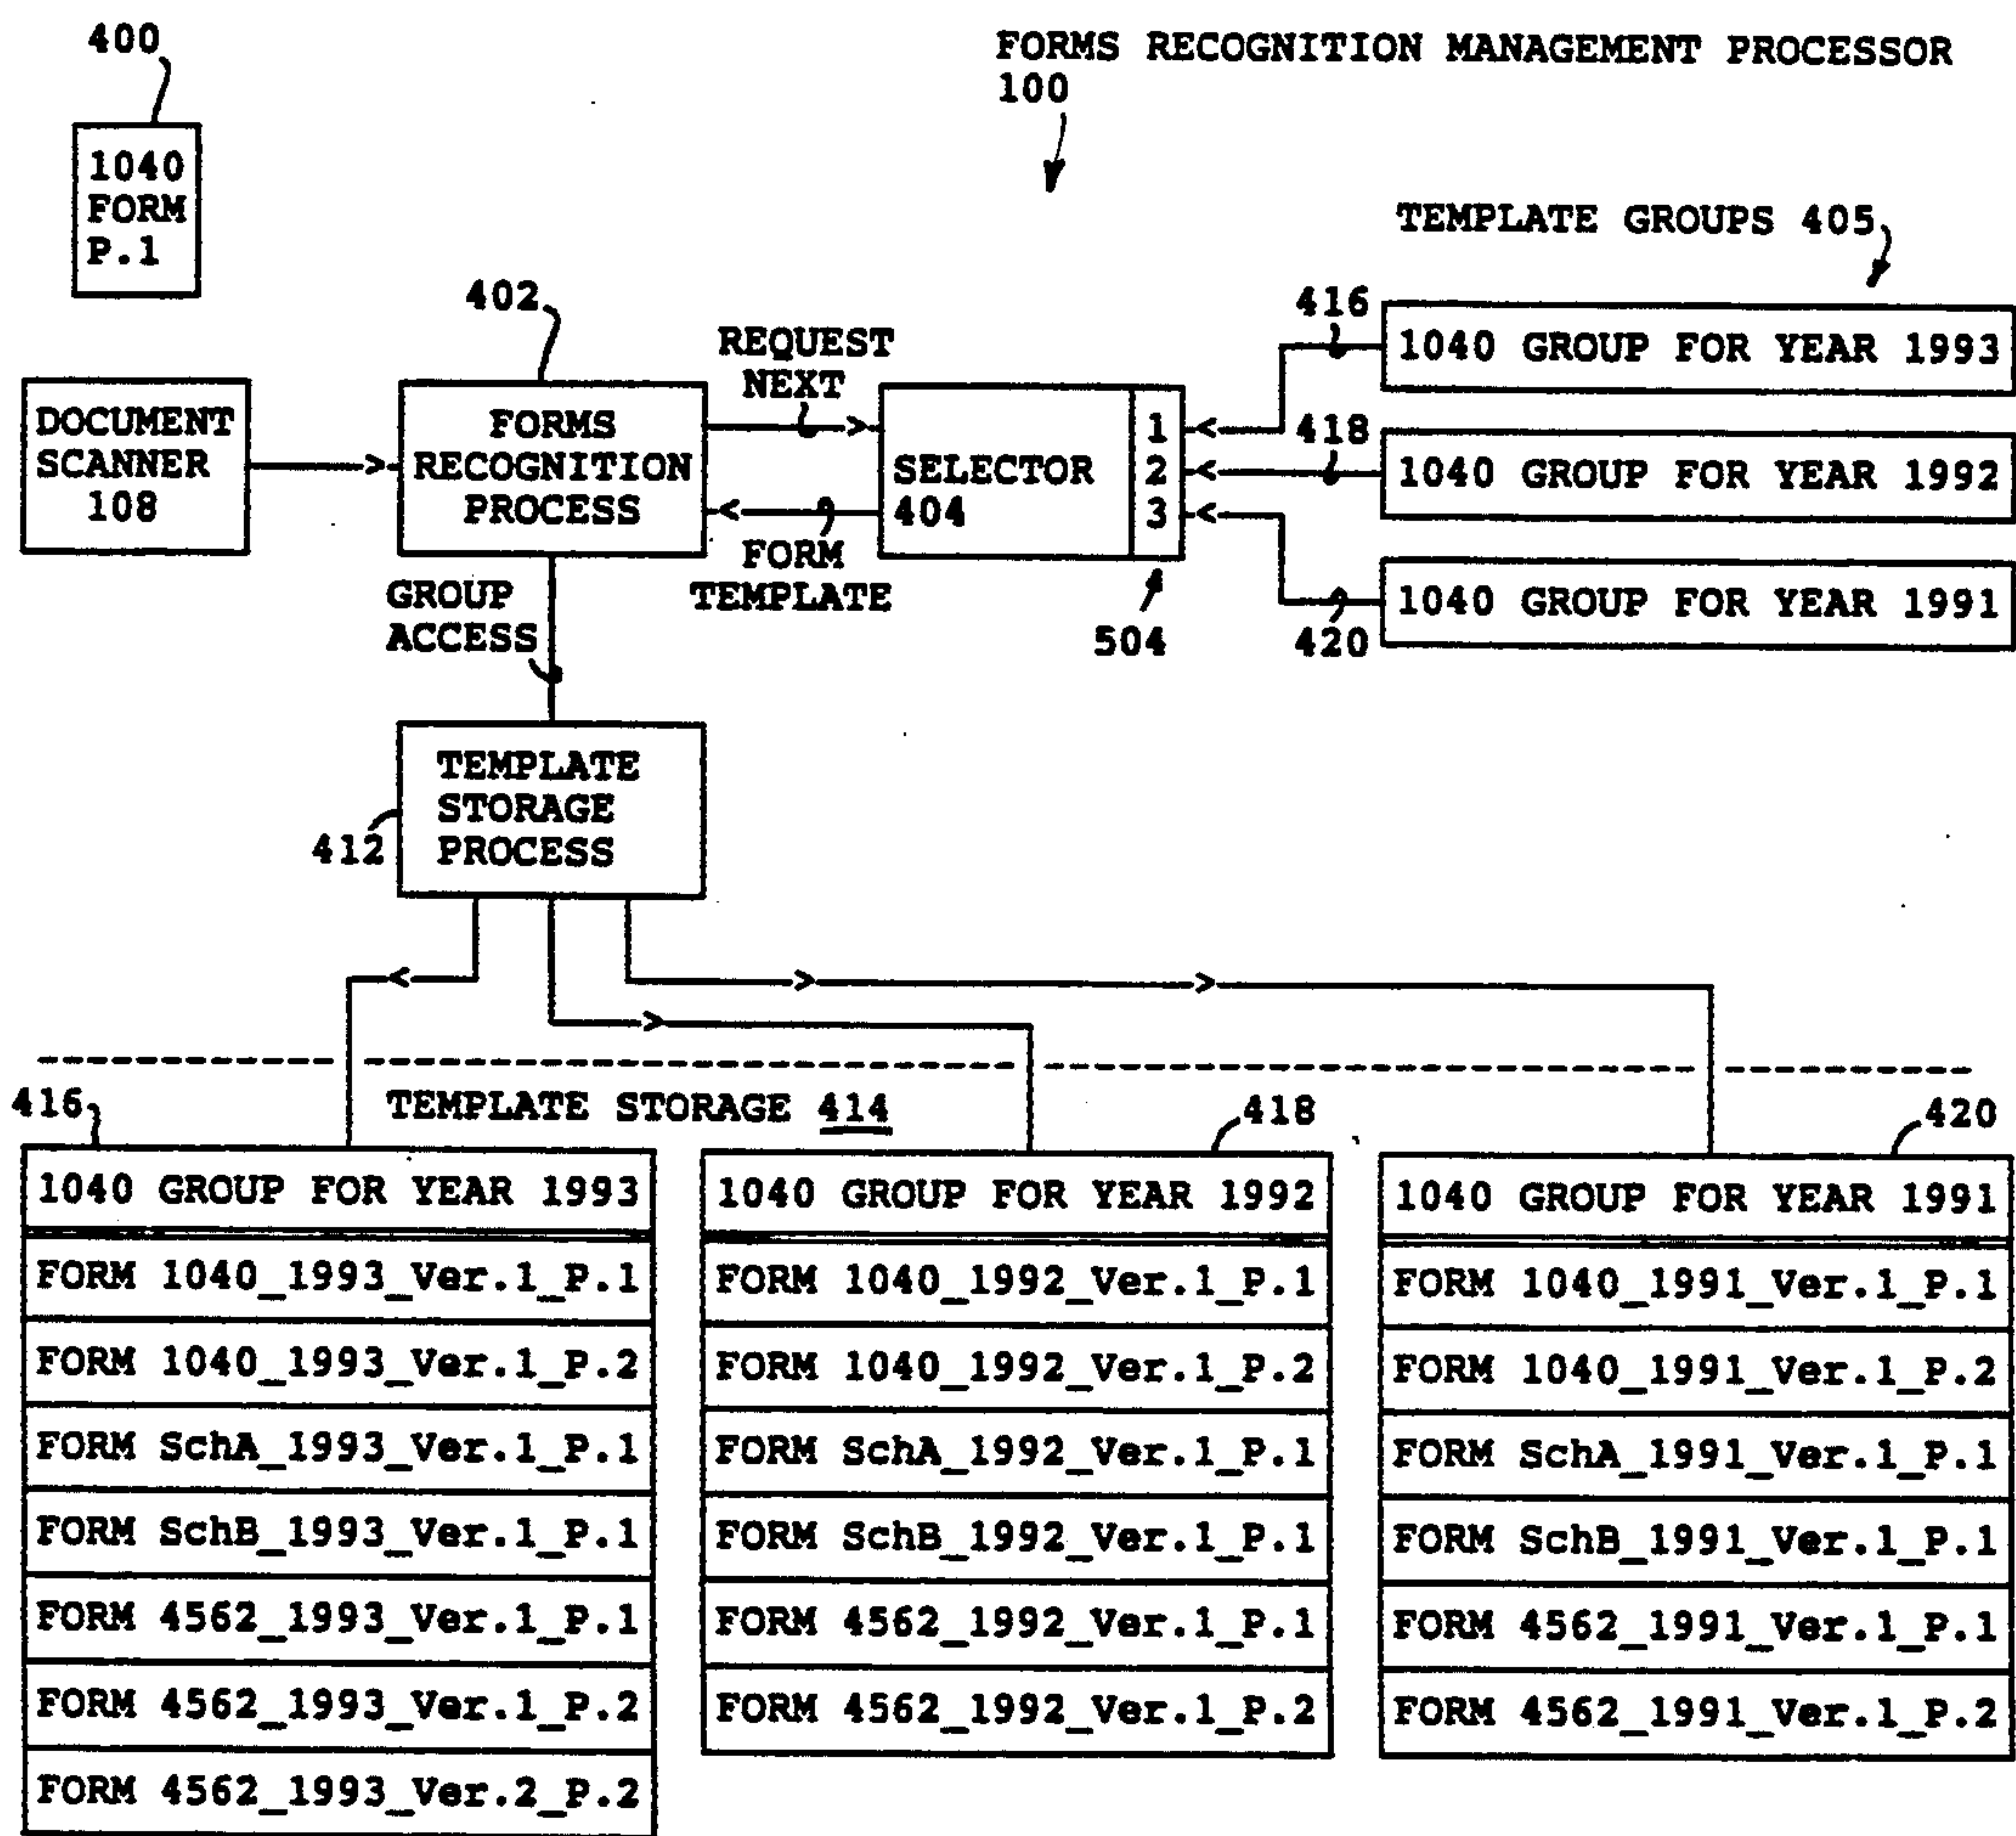 400
FORMS RECOGNITION MANAGEMENT PROCESSOR
100
1040
FORM
P.1
TEMPLATE GROUPS 405
402
REQUEST
NEXT
416
1040 GROUP FOR YEAR 1993
DOCUMENT
SCANNER
108
FORMS
RECOGNITION
PROCESS
SELECTOR
404
1
2
3
418
1040 GROUP FOR YEAR 1992
FORM
TEMPLATE
504
420
1040 GROUP FOR YEAR 1991
GROUP
ACCESS
TEMPLATE
STORAGE
PROCESS
412
TEMPLATE STORAGE 414
416
1040 GROUP FOR YEAR 1993
FORM 1040_1993_Ver.1_P.1
FORM 1040_1993_Ver.1_P.2
FORM SchA_1993_Ver.1_P.1
FORM SchB_1993_Ver.1_P.1
FORM 4562_1993_Ver.1_P.1
FORM 4562_1993_Ver.1_P.2
FORM 4562_1993_Ver.2_P.2
418
1040 GROUP FOR YEAR 1992
FORM 1040_1992_Ver.1_P.1
FORM 1040_1992_Ver.1_P.2
FORM SchA_1992_Ver.1_P.1
FORM SchB_1992_Ver.1_P.1
FORM 4562_1992_Ver.1_P.1
FORM 4562_1992_Ver.1_P.2
420
1040 GROUP FOR YEAR 1991
FORM 1040_1991_Ver.1_P.1
FORM 1040_1991_Ver.1_P.2
FORM SchA_1991_Ver.1_P.1
FORM SchB_1991_Ver.1_P.1
FORM 4562_1991_Ver.1_P.1
FORM 4562_1991_Ver.1_P.2